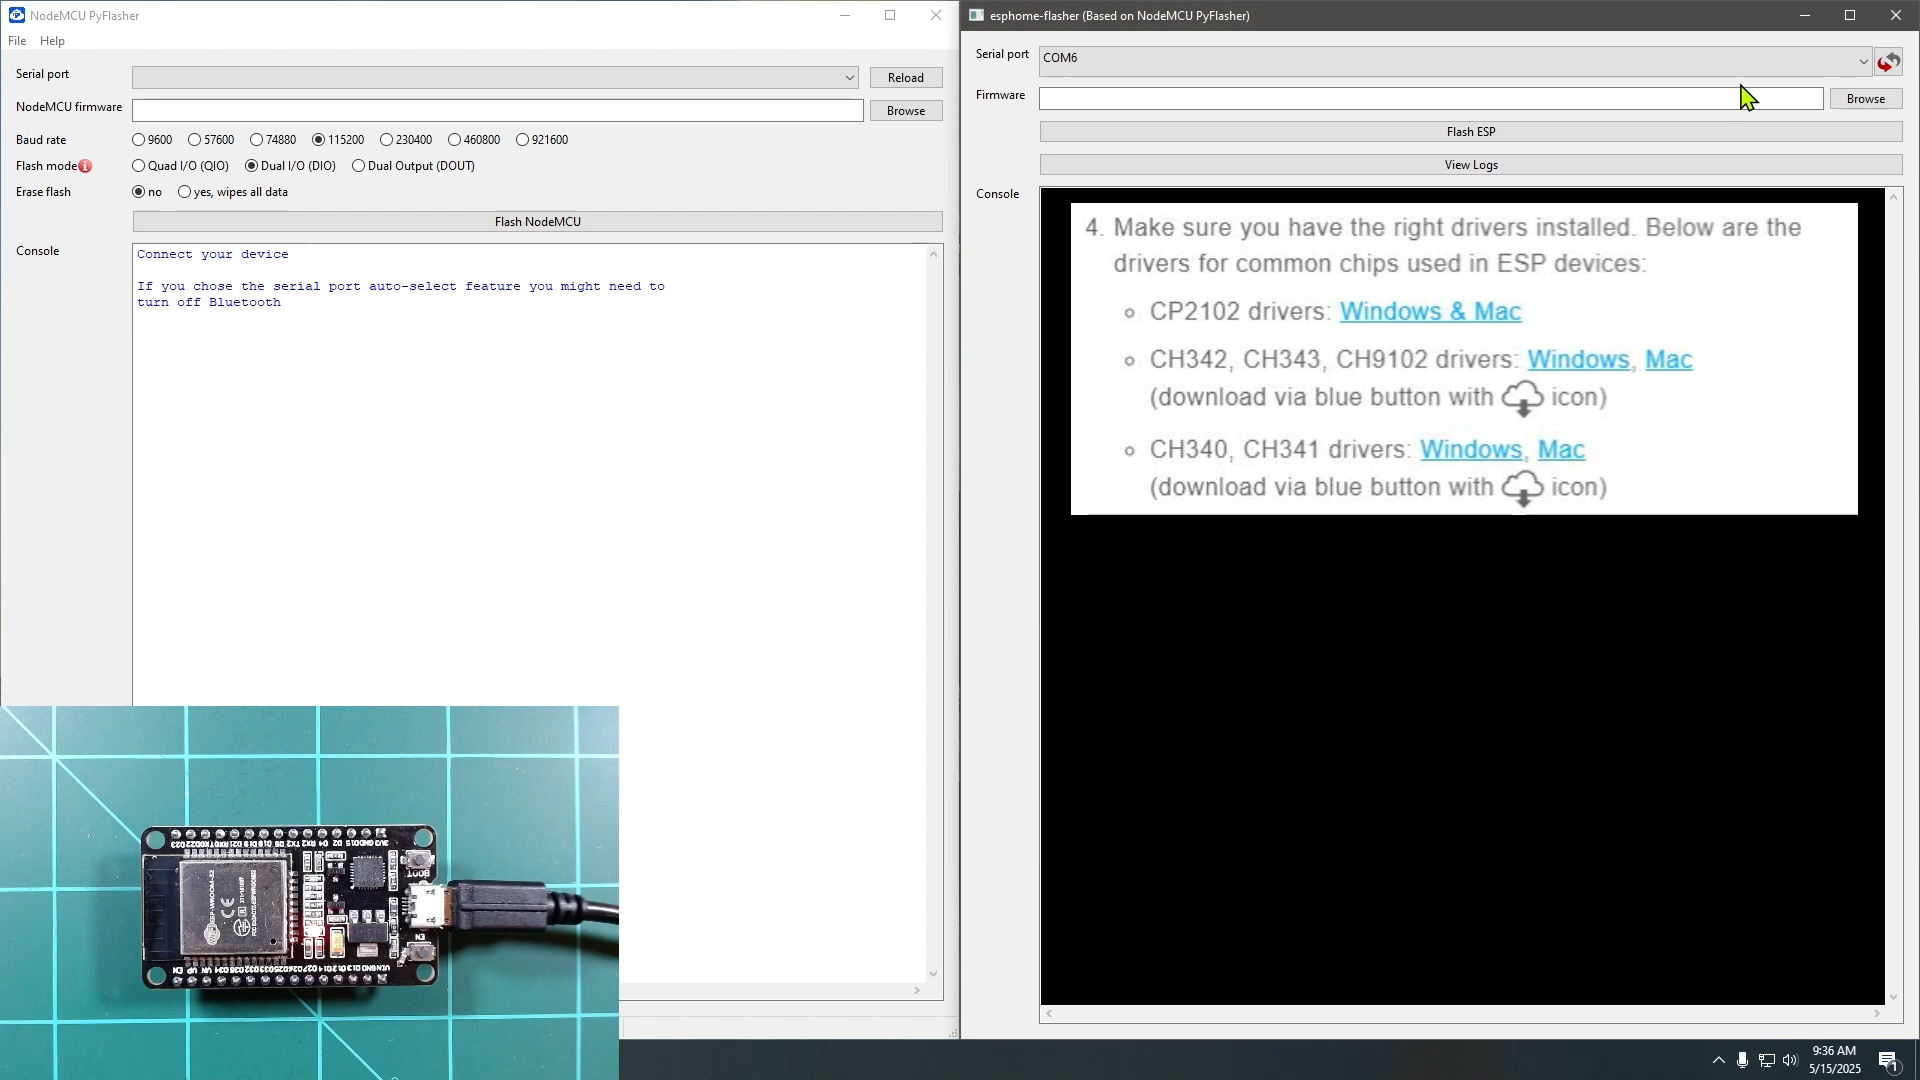 NodeMCU PyFlasher
File Help
Serial port
Reload
NodeMCU firmware
Browse
Baud rate 9600 57600 74880 115200 230400 460800 921600
Flash mode Quad I/O (QIO) Dual I/O (DIO) Dual Output (DOUT)
Erase flash no yes, wipes all data
Flash NodeMCU
Console
Connect your device
If you chose the serial port auto-select feature you might need to
turn off Bluetooth
esphome-flasher (Based on NodeMCU PyFlasher)
Serial port COM6
Firmware Browse
Flash ESP
View Logs
Console
4. Make sure you have the right drivers installed. Below are the
drivers for common chips used in ESP devices:
CP2102 drivers: Windows & Mac
CH342, CH343, CH9102 drivers: Windows, Mac
(download via blue button with icon)
CH340, CH341 drivers: Windows, Mac
(download via blue button with icon)
BOOT
ESP-WROOM-32
EN
9:36 AM
5/15/2025
1